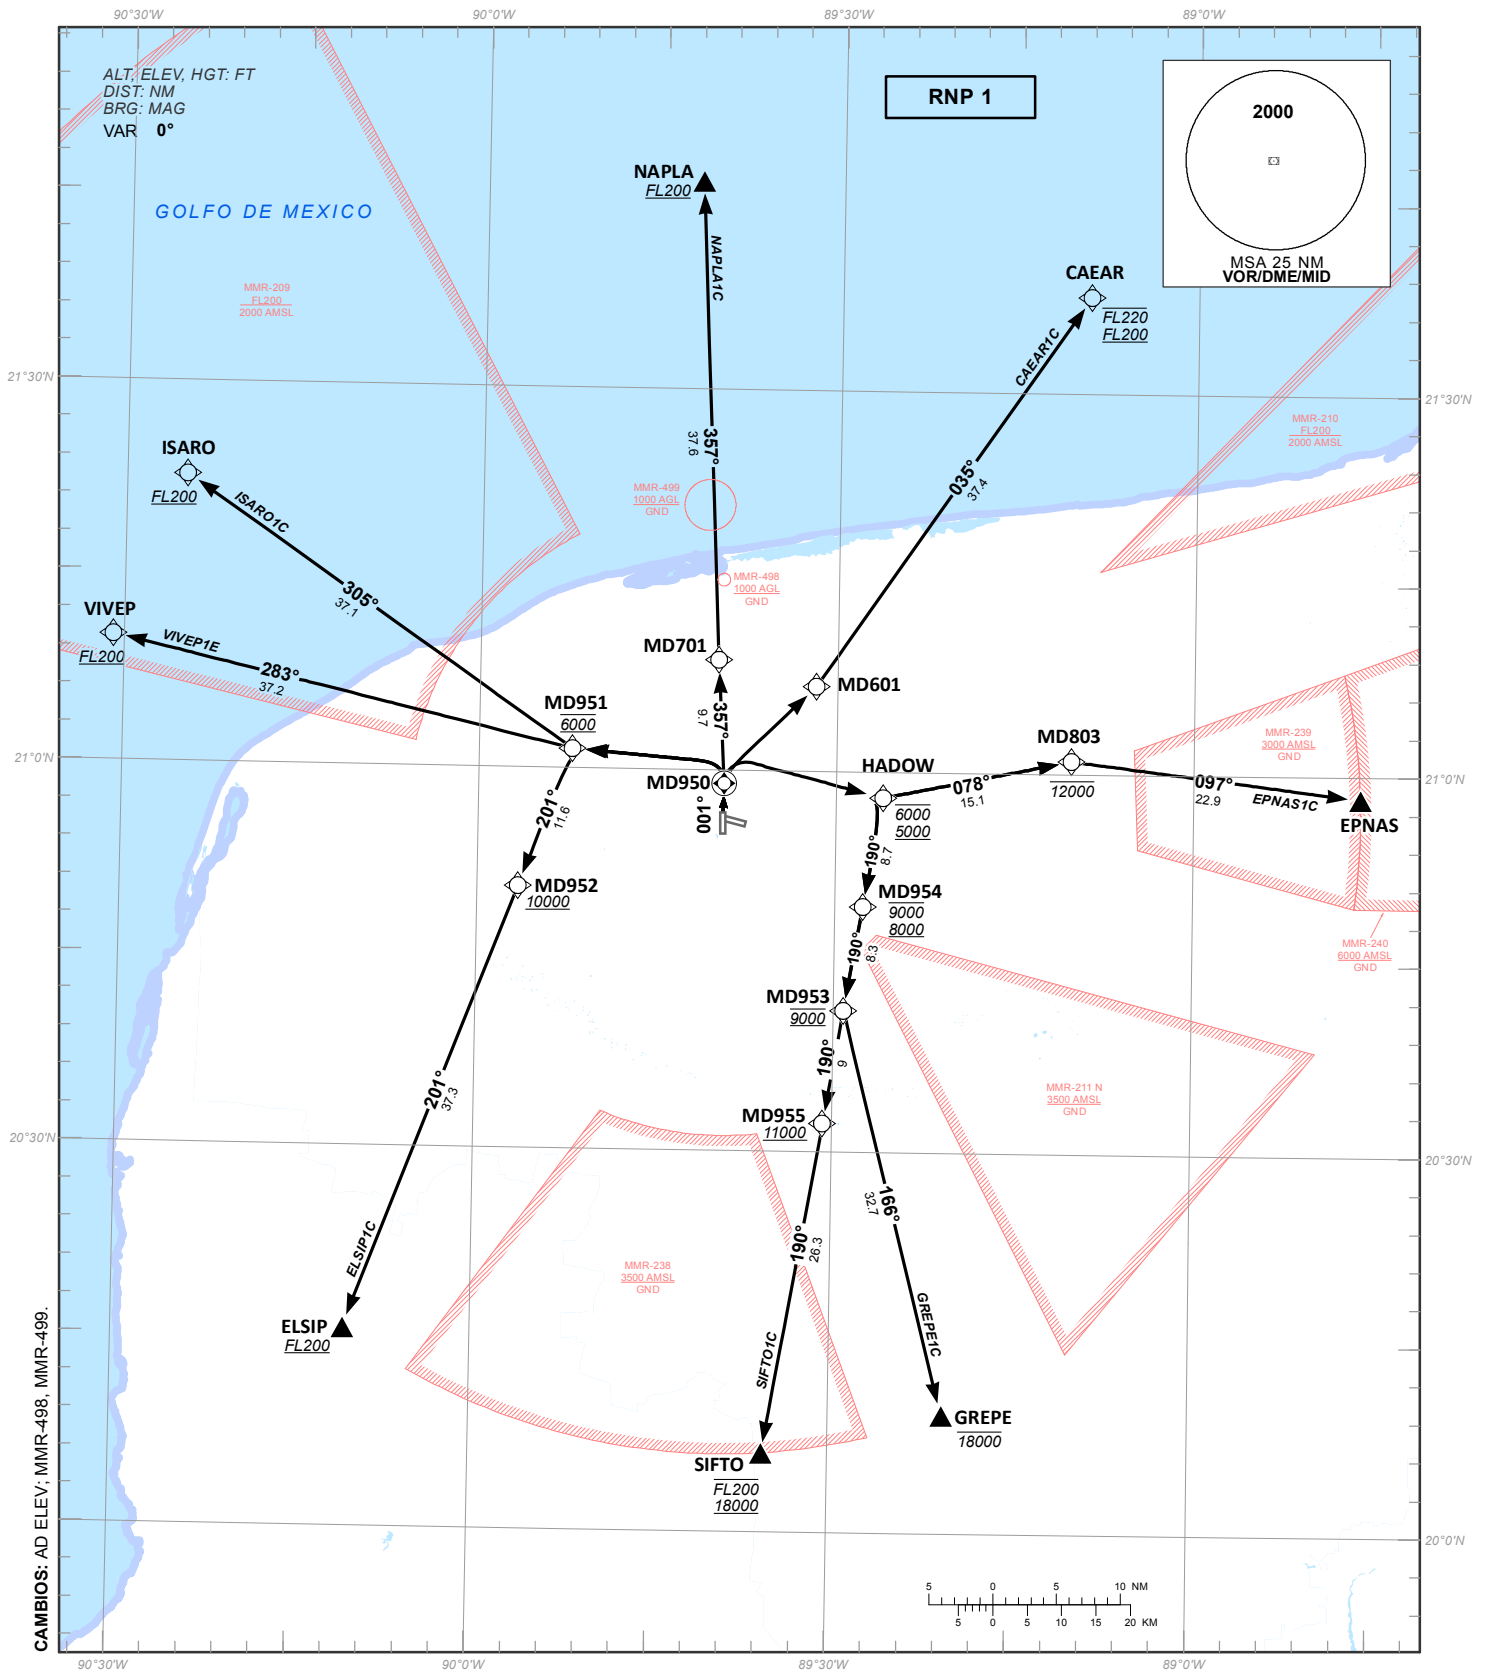 90°30'W
90°0'W
89°30'W
89°0'W
ALT, ELEV, HGT: FT
DIST: NM
BRG: MAG
VAR 0°
RNP 1
2000
MSA 25 NM
VOR/DME/MID
GOLFO DE MEXICO
NAPLA
FL200
NAPLA1C
CAEAR
FL220
FL200
CAEAR1C
MMR-209
FL200
2000 AMSL
21°30'N
21°30'N
MMR-210
FL200
2000 AMSL
ISARO
FL200
ISARO1C
357°
37.6
035°
37.4
MMR-499
1000 AGL
GND
MMR-498
1000 AGL
GND
305°
37.1
VIVEP
FL200
VIVEP1E
283°
37.2
MD701
MD601
MD951
6000
357°
9.7
MD950
001°
HADOW
6000
5000
078°
15.1
MD803
12000
097°
22.9
EPNAS1C
EPNAS
MMR-239
3000 AMSL
GND
21°0'N
21°0'N
201°
11.6
MD952
10000
190°
8.7
MD954
9000
8000
190°
8.3
MMR-240
6000 AMSL
GND
MD953
9000
190°
9
MD955
11000
201°
37.3
MMR-211 N
3500 AMSL
GND
20°30'N
20°30'N
166°
32.7
190°
26.3
ELSIP1C
ELSIP
FL200
MMR-238
3500 AMSL
GND
GREPE1C
SIFTO1C
GREPE
18000
SIFTO
FL200
18000
20°0'N
5 0 5 10 NM
5 0 5 10 15 20 KM
CAMBIOS: AD ELEV; MMR-498, MMR-499.
90°30'W
90°0'W
89°30'W
89°0'W